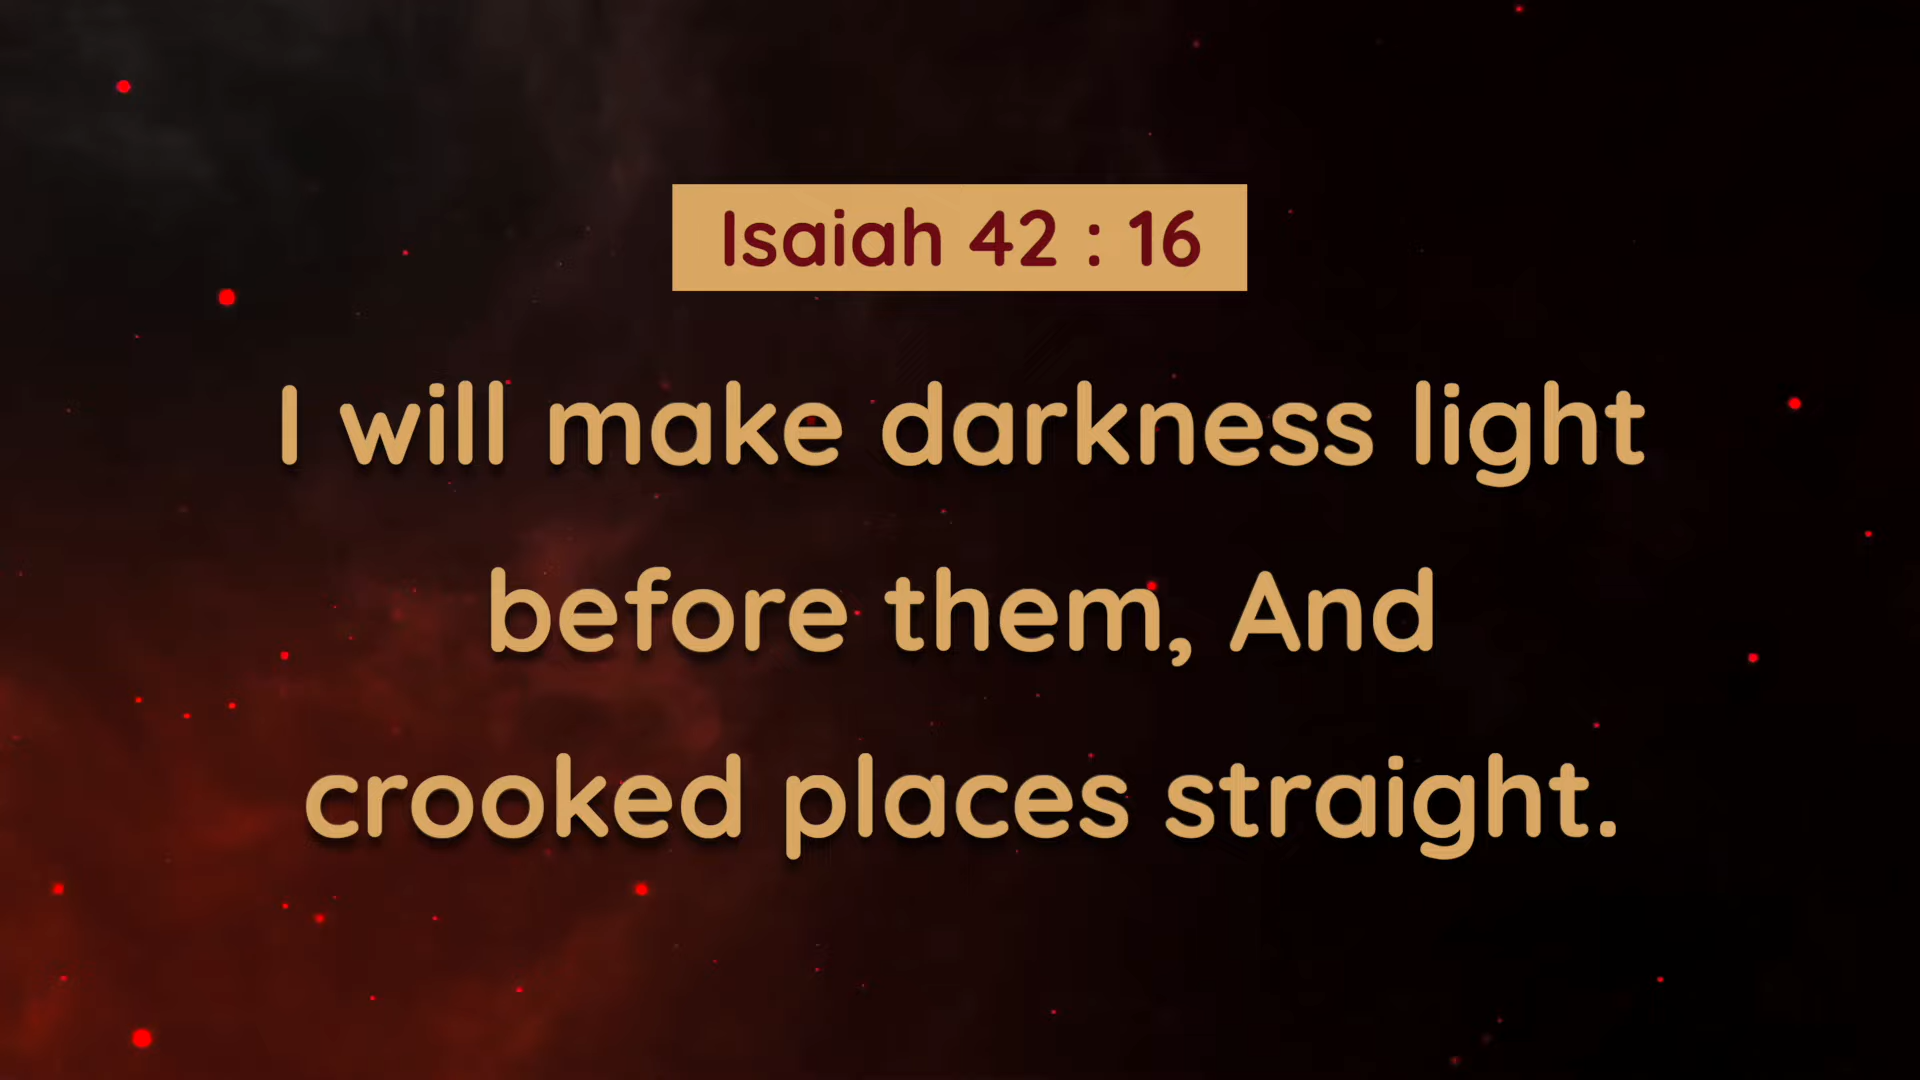 Isaiah 42 : 16
I will make darkness light
before them, And
crooked places straight.